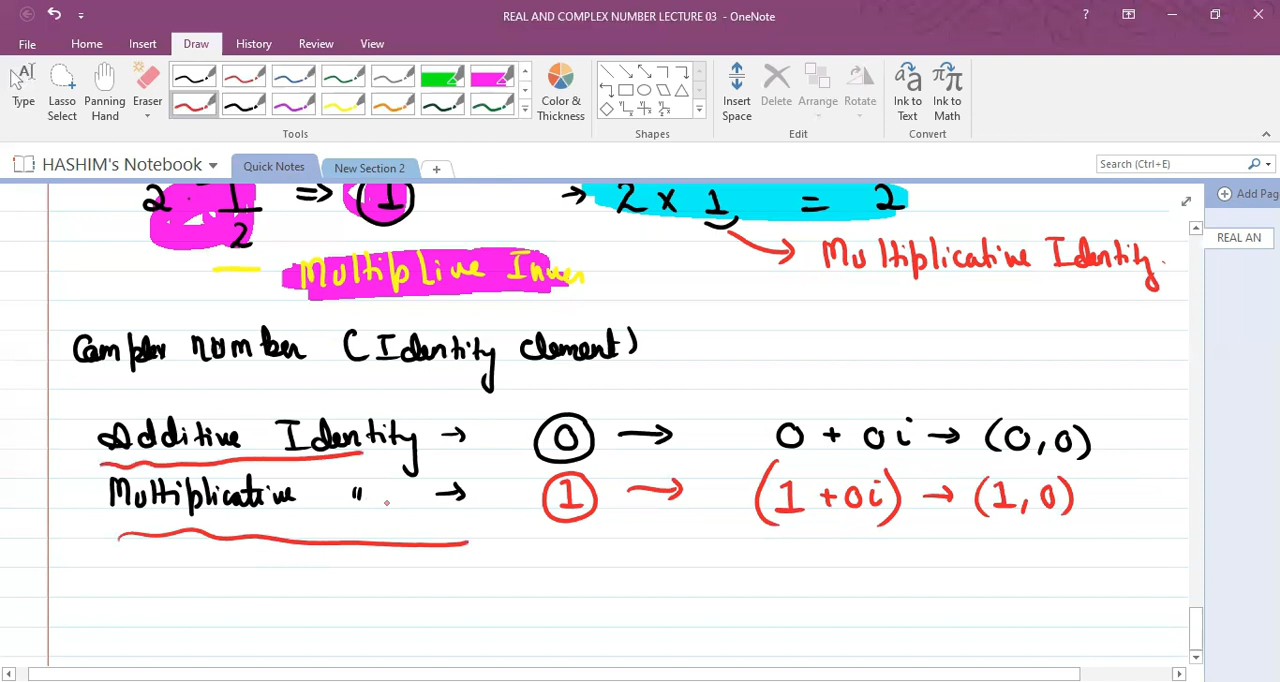 REAL AND COMPLEX NUMBER LECTURE 03 - OneNote
File Home Insert Draw History Review View
Type Lasso Select Panning Hand Eraser Color & Thickness Insert Space Delete Arrange Rotate Ink to Text Ink to Math
Tools Shapes Edit Convert
HASHIM's Notebook Quick Notes New Section 2 Search (Ctrl+E) Add Pag
REAL AN
2 · 1/2 => 1 → 2 x 1 = 2
Multiplicative Identity.
Multiplive Inver
Complex number (Identity element)
Additive Identity → 0 → 0 + 0i → (0,0)
Multiplicative " → 1 → (1 + 0i) → (1,0)